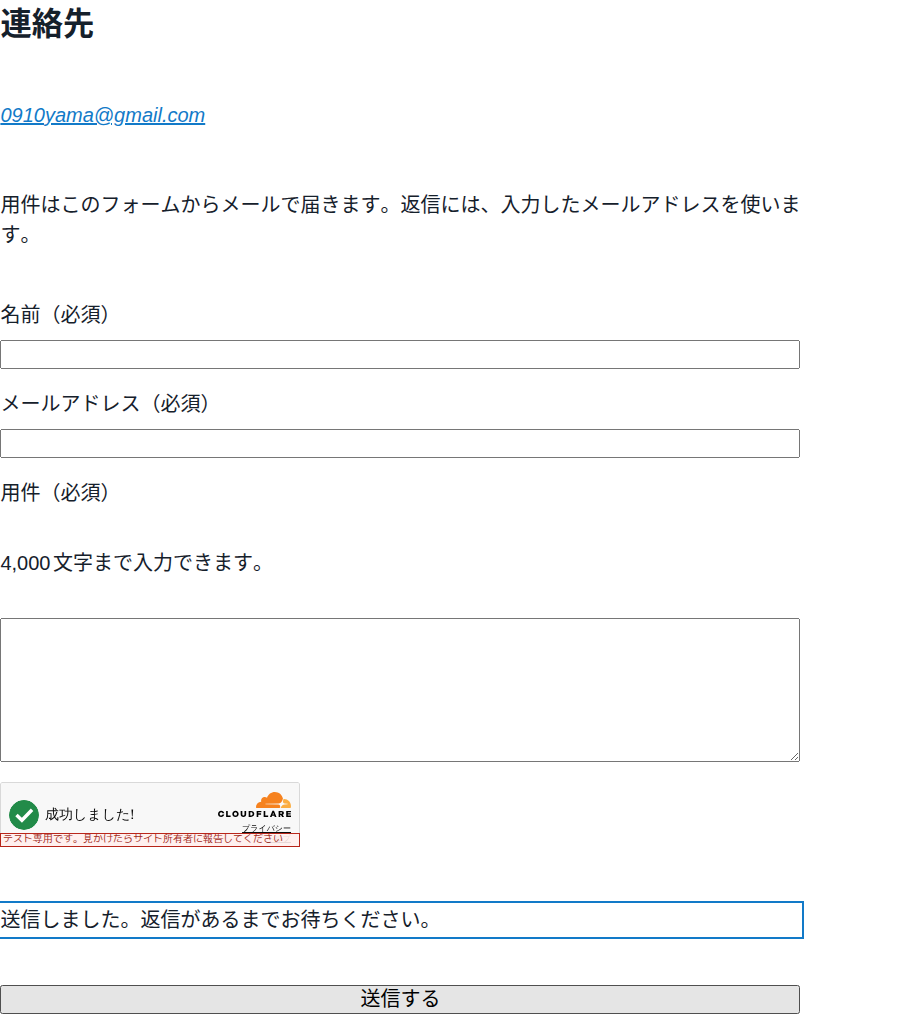 連絡先
0910yama@gmail.com
用件はこのフォームからメールで届きます。返信には、入力したメールアドレスを使いま
す。
名前（必須）
メールアドレス（必須）
用件（必須）
4,000文字まで入力できます。
成功しました!
CLOUDFLARE
プライバシー
テスト専用です。見かけたらサイト所有者に報告してください
送信しました。返信があるまでお待ちください。
送信する